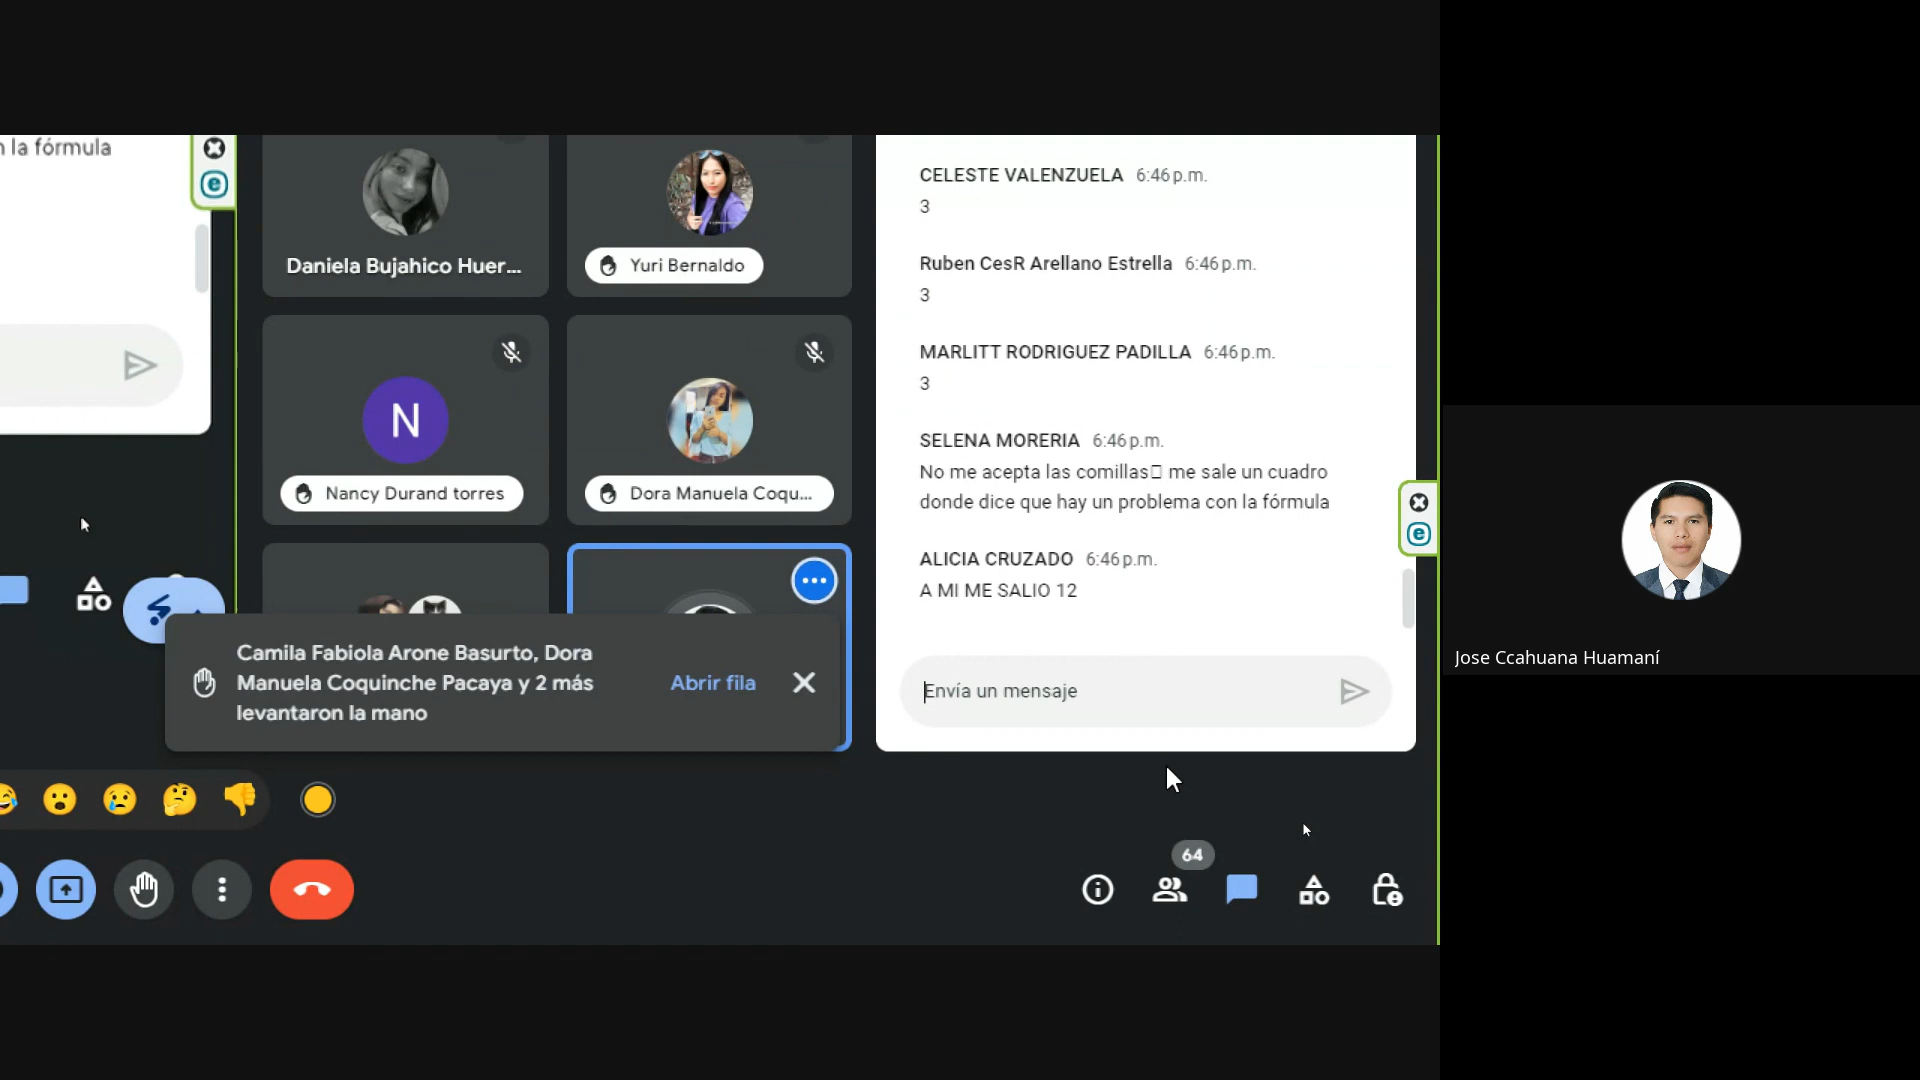 n la fórmula
Daniela Bujahico Huer...
Yuri Bernaldo
N
Nancy Durand torres
Dora Manuela Coqu...
Camila Fabiola Arone Basurto, Dora
Manuela Coquinche Pacaya y 2 más
levantaron la mano
Abrir fila
CELESTE VALENZUELA 6:46 p.m.
3
Ruben CesR Arellano Estrella 6:46 p.m.
3
MARLITT RODRIGUEZ PADILLA 6:46 p.m.
3
SELENA MORERIA 6:46 p.m.
No me acepta las comillas me sale un cuadro
donde dice que hay un problema con la fórmula
ALICIA CRUZADO 6:46 p.m.
A MI ME SALIO 12
Envía un mensaje
64
Jose Ccahuana Huamaní